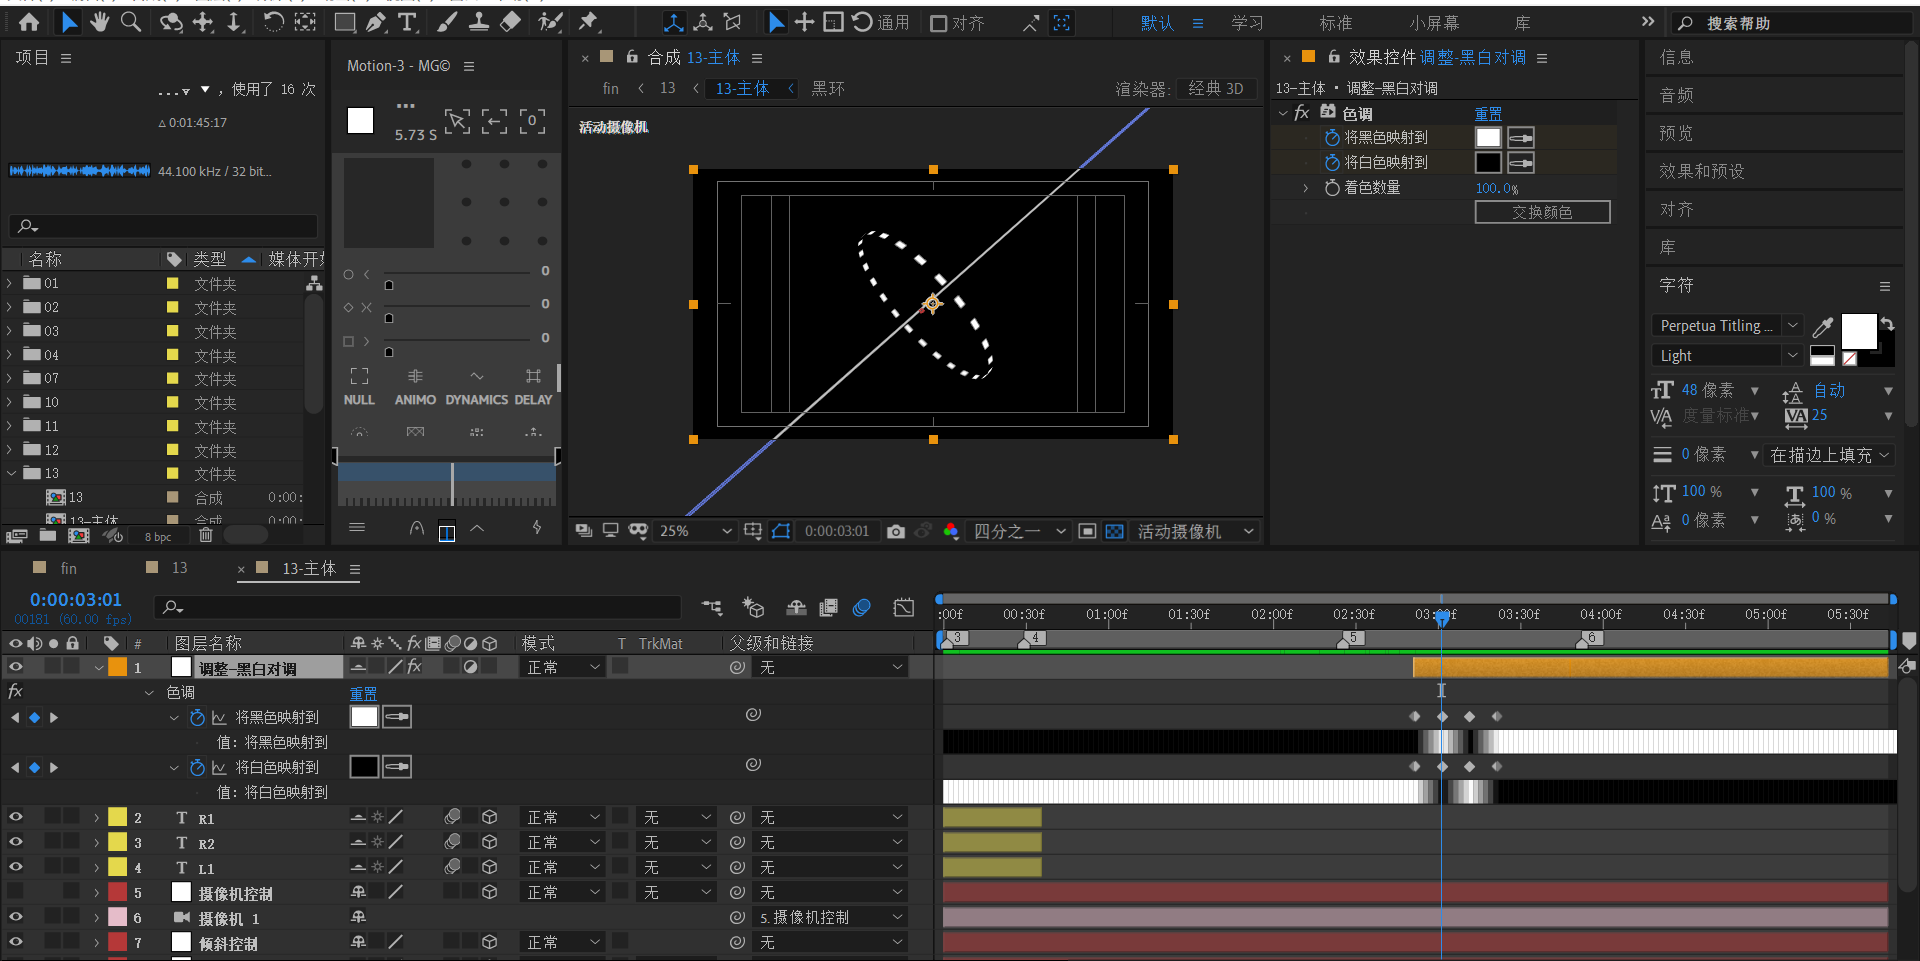 通用
对齐
默认
学习
标准
小屏幕
库
搜索帮助
项目
, 使用了 16 次
Δ 0:01:45:17
44.100 kHz / 32 bit...
名称
类型
媒体开始
01 文件夹
02 文件夹
03 文件夹
04 文件夹
07 文件夹
10 文件夹
11 文件夹
12 文件夹
13 文件夹
13 合成 0:00:
13-主体 合成 0:00:
8 bpc
Motion-3 - MG©
5.73 S
0
0
0
NULL ANIMO DYNAMICS DELAY
合成 13-主体
fin 13 13-主体 黑环
渲染器: 经典 3D
活动摄像机
25%
0:00:03:01
四分之一
活动摄像机
效果控件 调整-黑白对调
13-主体 · 调整-黑白对调
fx 色调 重置
将黑色映射到
将白色映射到
着色数量 100.0%
交换颜色
信息
音频
预览
效果和预设
对齐
库
字符
Perpetua Titling ...
Light
48 像素 自动
度量标准 25
0 像素 在描边上填充
100 % 100 %
0 像素 0 %
fin 13 13-主体
0:00:03:01
00181 (60.00 fps)
# 图层名称 模式 T TrkMat 父级和链接
:00f 00:30f 01:00f 01:30f 02:00f 02:30f 03:00f 03:30f 04:00f 04:30f 05:00f 05:30f
3 4 5 6
1 调整-黑白对调 fx 正常 无
fx 色调 重置
将黑色映射到
值: 将黑色映射到
将白色映射到
值: 将白色映射到
2 T R1 正常 无 无
3 T R2 正常 无 无
4 T L1 正常 无 无
5 摄像机控制 正常 无 无
6 摄像机 1 5. 摄像机控制
7 倾斜控制 正常 无